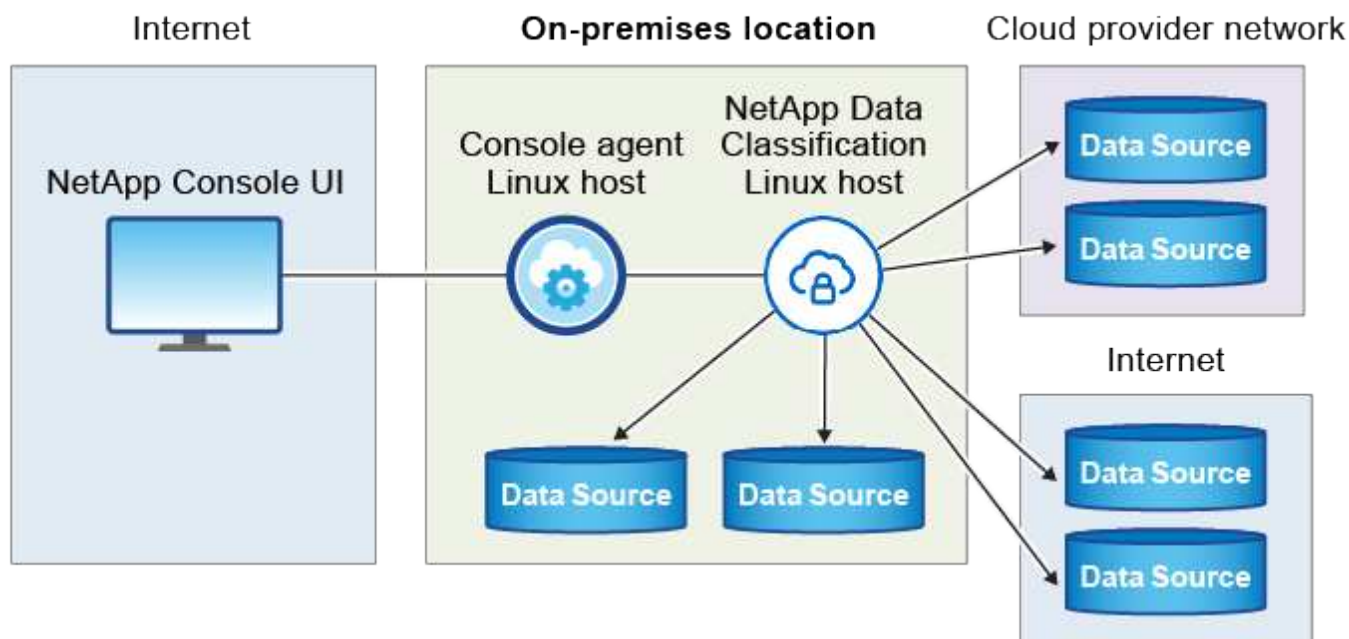 Internet
On-premises location
Cloud provider network
NetApp Console UI
Console agent
Linux host
NetApp Data
Classification
Linux host
Data Source
Data Source
Data Source
Data Source
Internet
Data Source
Data Source